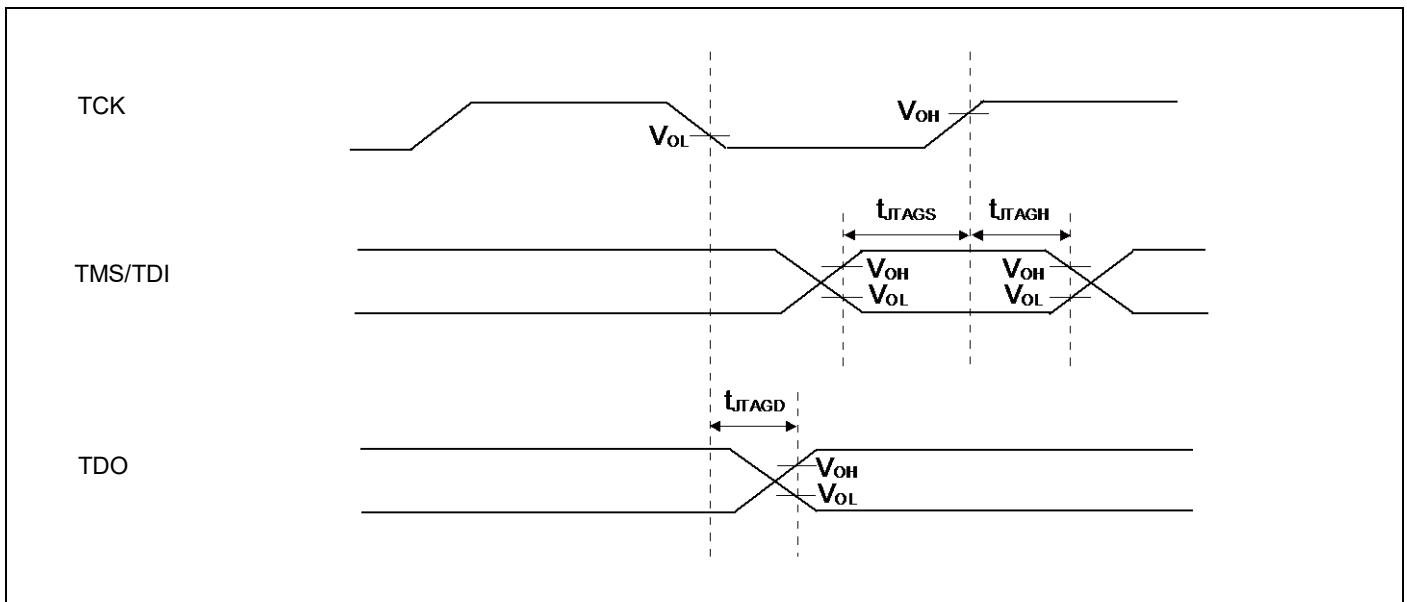 TCK
VOL
VOH
tJTAGS
tJTAGH
TMS/TDI
VOH
VOL
VOH
VOL
tJTAGD
TDO
VOH
VOL